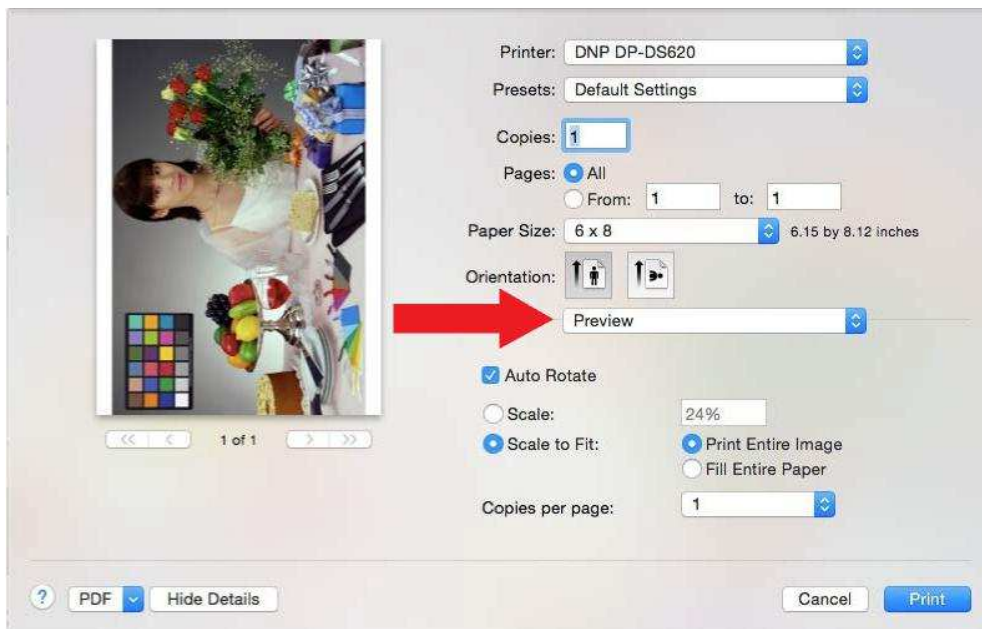 Printer: DNP DP-DS620
Presets: Default Settings
Copies: 1
Pages: All
From: 1 to: 1
Paper Size: 6 x 8 6.15 by 8.12 inches
Orientation:
Preview
Auto Rotate
Scale: 24%
Scale to Fit: Print Entire Image
Fill Entire Paper
Copies per page: 1
<< < 1 of 1 > >>
? PDF Hide Details Cancel Print